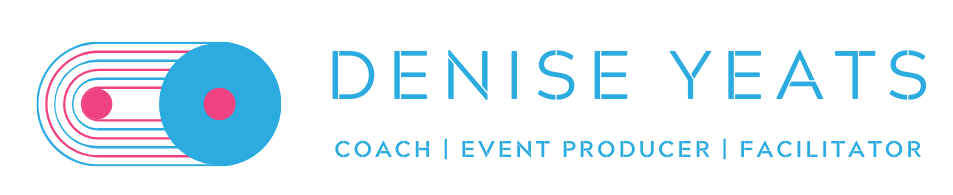 DENISE YEATS
COACH | EVENT PRODUCER | FACILITATOR